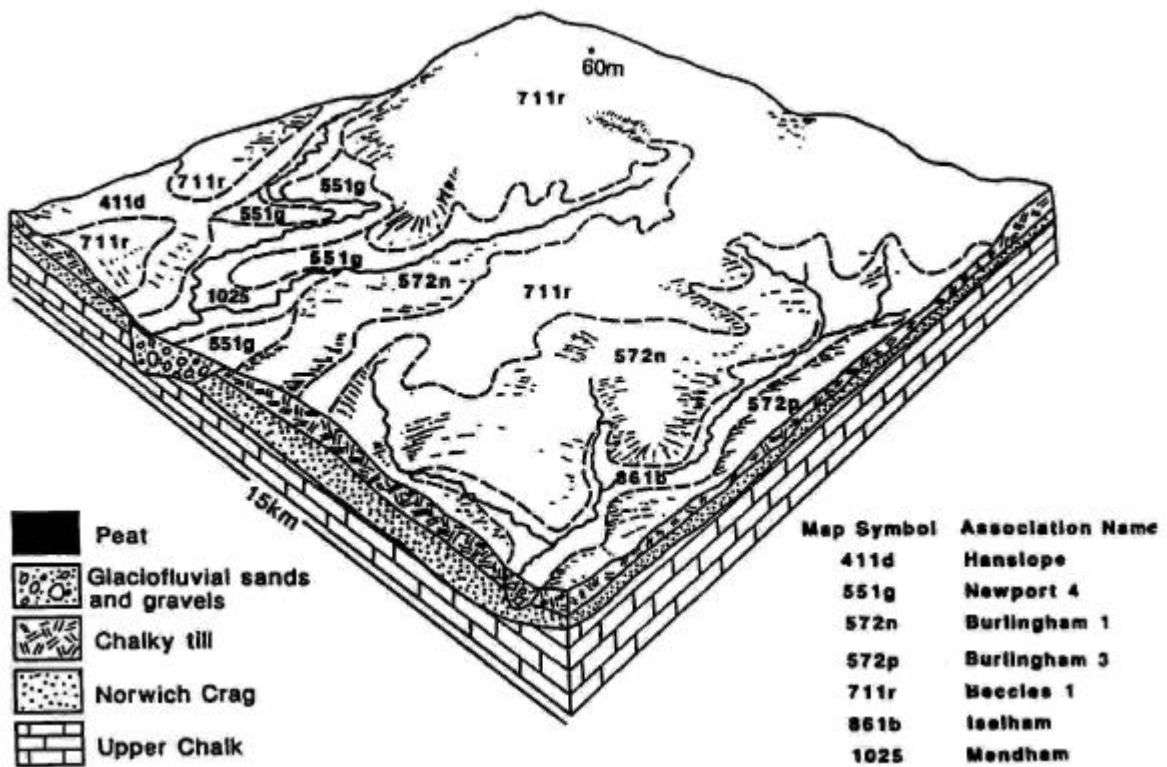 60m
711r
711r
551g
411d
551g
711r
551g
572n
1025
711r
551g
572n
572p
861b
15km
Peat
Glaciofluvial sands
and gravels
Chalky till
Norwich Crag
Upper Chalk
Map Symbol Association Name
411d Hanslope
551g Newport 4
572n Burlingham 1
572p Burlingham 3
711r Beccles 1
861b Iselham
1025 Mendham